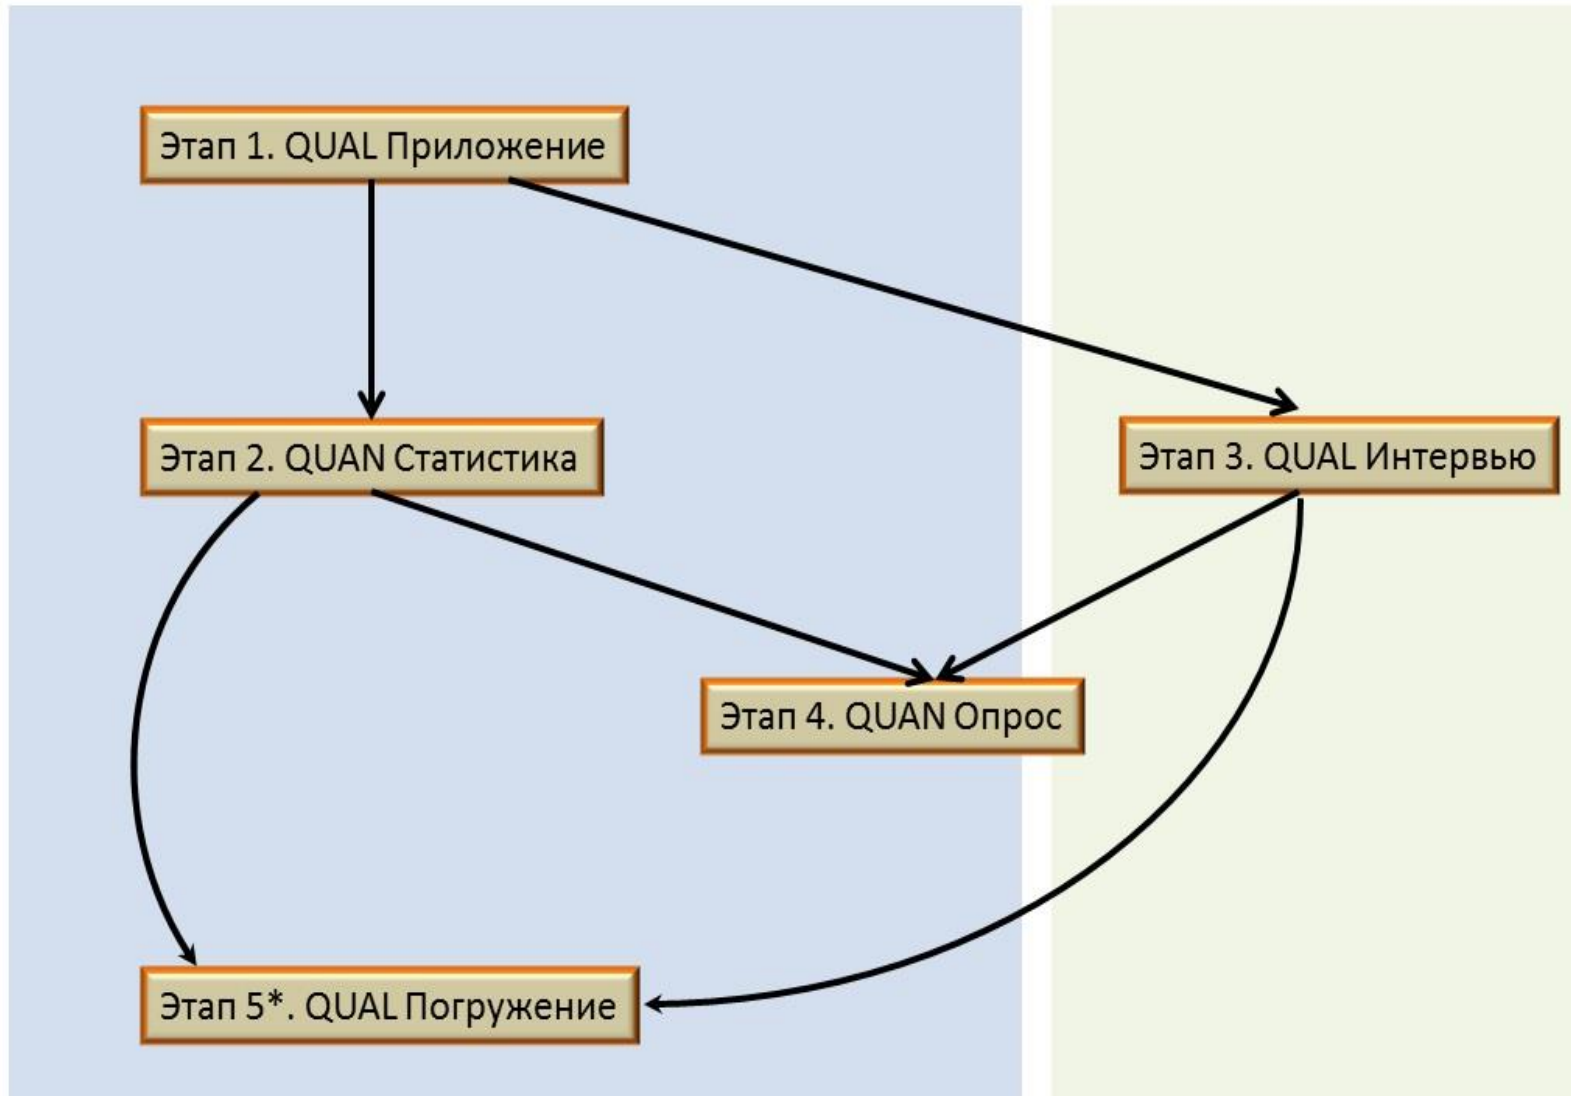 Этап 1. QUAL Приложение
Этап 2. QUAN Статистика
Этап 3. QUAL Интервью
Этап 4. QUAN Опрос
Этап 5*. QUAL Погружение